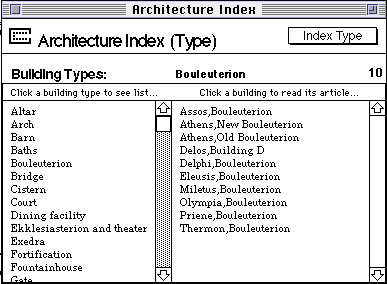 Architecture Index
Architecture Index (Type)
Index Type
Building Types:
Bouleuterion
10
Click a building type to see list...
Click a building to read its article...
Altar
Arch
Barn
Baths
Bouleuterion
Bridge
Cistern
Court
Dining facility
Ekklesiasterion and theater
Exedra
Fortification
Fountainhouse
Gate
Assos,Bouleuterion
Athens,New Bouleuterion
Athens,Old Bouleuterion
Delos,Building D
Delphi,Bouleuterion
Eleusis,Bouleuterion
Miletus,Bouleuterion
Olympia,Bouleuterion
Priene,Bouleuterion
Thermon,Bouleuterion